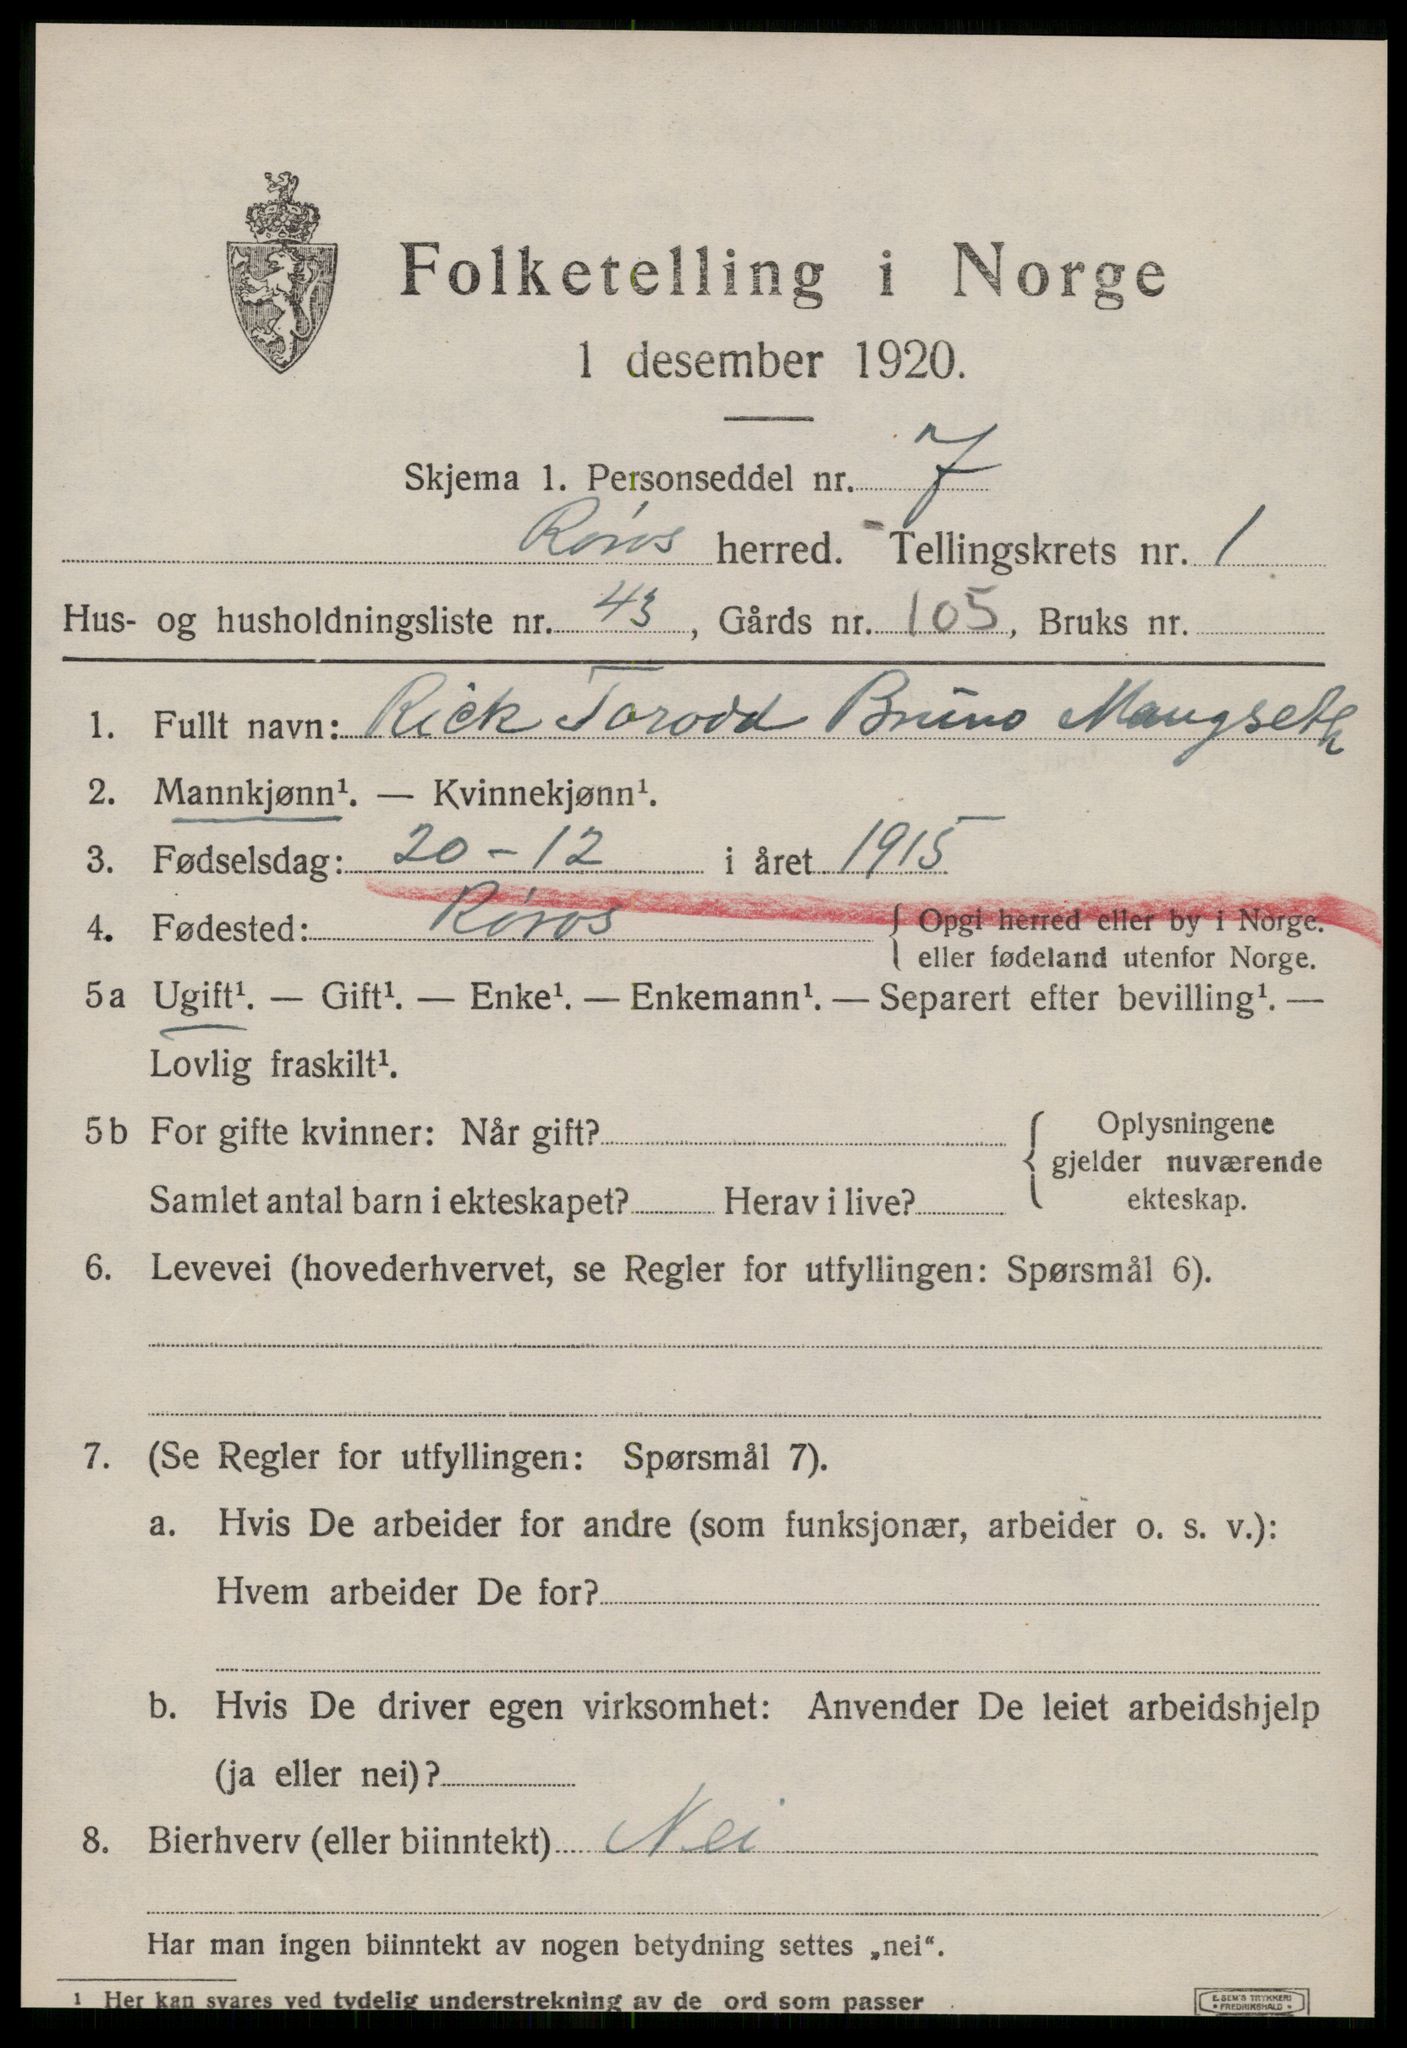 Folketelling i Norge
1 desember 1920.
Skjema 1. Personseddel nr. 7
Røros herred. Tellingskrets nr. 1
Hus- og husholdningsliste nr. 43, Gårds nr. 105, Bruks nr.
1. Fullt navn: Rick Torodd Bruno Mangseth
2. Mannkjønn¹. — Kvinnekjønn¹.
3. Fødselsdag: 20-12 i året 1915
4. Fødested: Røros { Opgi herred eller by i Norge.
eller fødeland utenfor Norge.
5a Ugift¹. — Gift¹. — Enke¹. — Enkemann¹. — Separert efter bevilling¹. —
Lovlig fraskilt¹.
5b For gifte kvinner: Når gift?
Samlet antal barn i ekteskapet? Herav i live?
Oplysningene
gjelder nuværende
ekteskap.
6. Levevei (hovederhvervet, se Regler for utfyllingen: Spørsmål 6).
7. (Se Regler for utfyllingen: Spørsmål 7).
a. Hvis De arbeider for andre (som funksjonær, arbeider o. s. v.):
Hvem arbeider De for?
b. Hvis De driver egen virksomhet: Anvender De leiet arbeidshjelp
(ja eller nei)?
8. Bierhverv (eller biinntekt) Nei
Har man ingen biinntekt av nogen betydning settes „nei“.
1 Her kan svares ved tydelig understrekning av de ord som passer
E. SEM'S TRYKKERI
• FREDRIKSHALD •